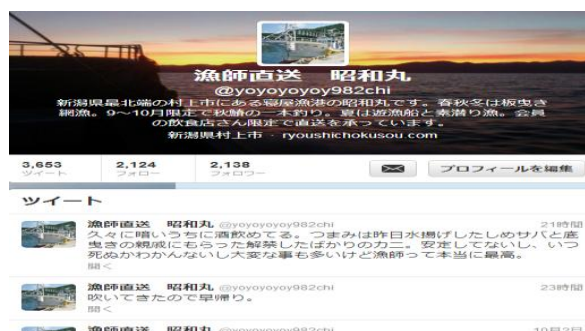 漁師直送 昭和丸
@yoyoyoyoy982chi
新潟県最北端の村上市にある寝屋漁港の昭和丸です。春秋冬は板曳き
網漁。9~10月限定で秋鮭の一本釣り。夏は遊漁船と素潜り漁。会員
の飲食店さん限定で直送を承っています。
新潟県村上市 · ryoushichokusou.com
3,653 2,124 2,138 プロフィールを編集
ツイート フォロー フォロワー
ツイート
漁師直送 昭和丸 @yoyoyoyoy982chi 21時間
久々に暗いうちに酒飲めてる。つまみは昨日水揚げしたしめサバと底
曳きの親戚にもらった解禁したばかりのカニ。安定してないし、いつ
死ぬかわかんないし大変な事も多いけど漁師って本当に最高。
開く
漁師直送 昭和丸 @yoyoyoyoy982chi 23時間
吹いてきたので早帰り。
開く
漁師直送 昭和丸 @yoyoyoyoy982chi 10月2日